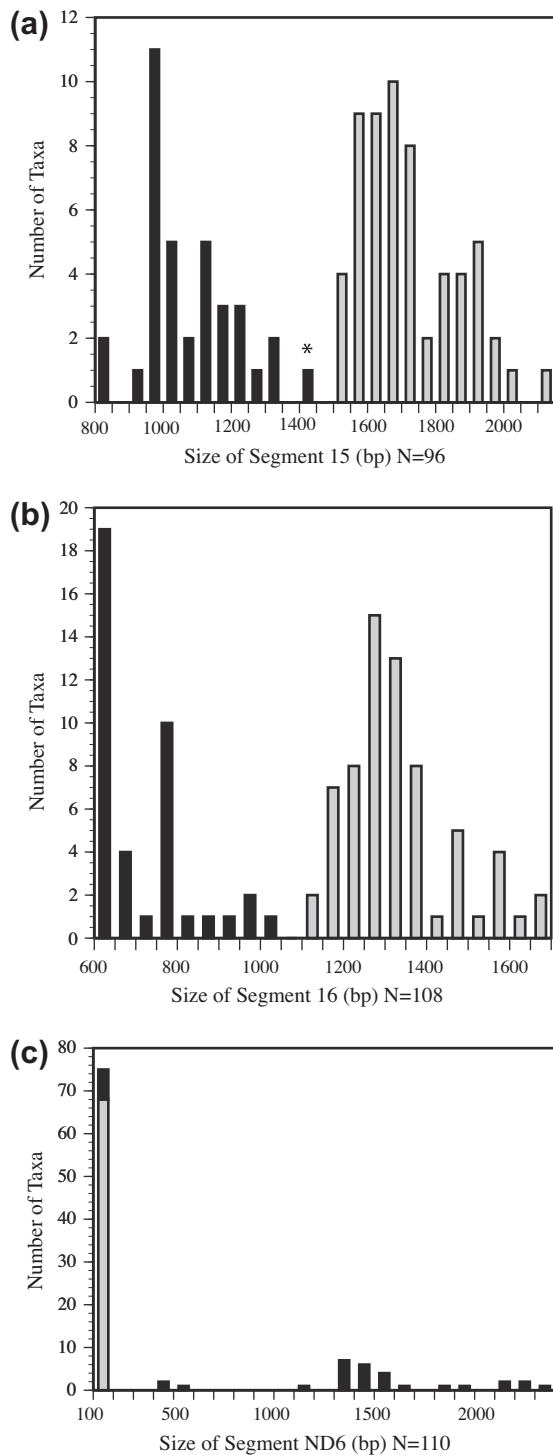 (a)
12
10
8
6
4
2
0
Number of Taxa
*
800 1000 1200 1400 1600 1800 2000
Size of Segment 15 (bp) N=96
(b)
20
18
16
14
12
10
8
6
4
2
0
Number of Taxa
600 800 1000 1200 1400 1600
Size of Segment 16 (bp) N=108
(c)
80
70
60
50
40
30
20
10
0
Number of Taxa
100 500 1000 1500 2000
Size of Segment ND6 (bp) N=110